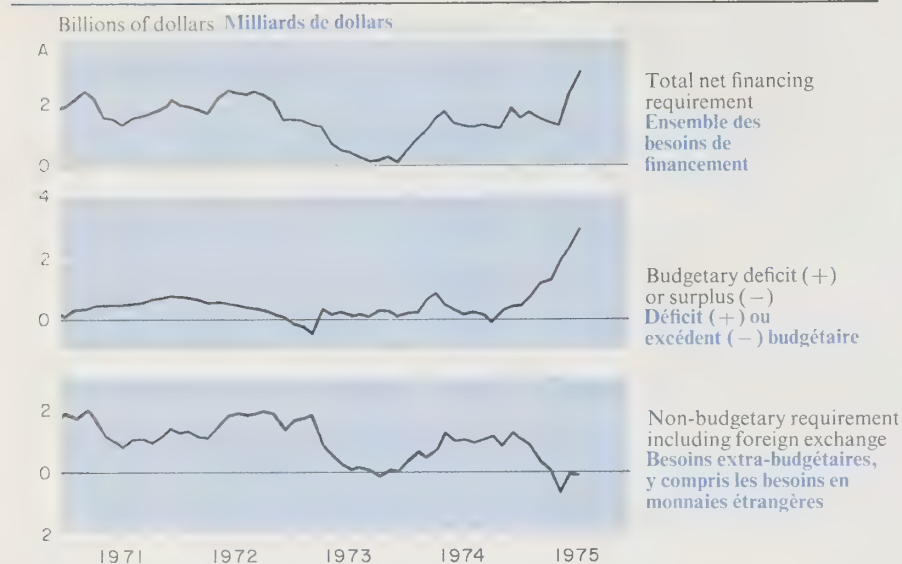 Billions of dollars Milliards de dollars
A
2
0
Total net financing
requirement
Ensemble des
besoins de
financement
4
2
0
Budgetary deficit (+)
or surplus (−)
Déficit (+) ou
excédent (−) budgétaire
2
0
2
Non-budgetary requirement
including foreign exchange
Besoins extra-budgétaires,
y compris les besoins en
monnaies étrangères
1971 1972 1973 1974 1975